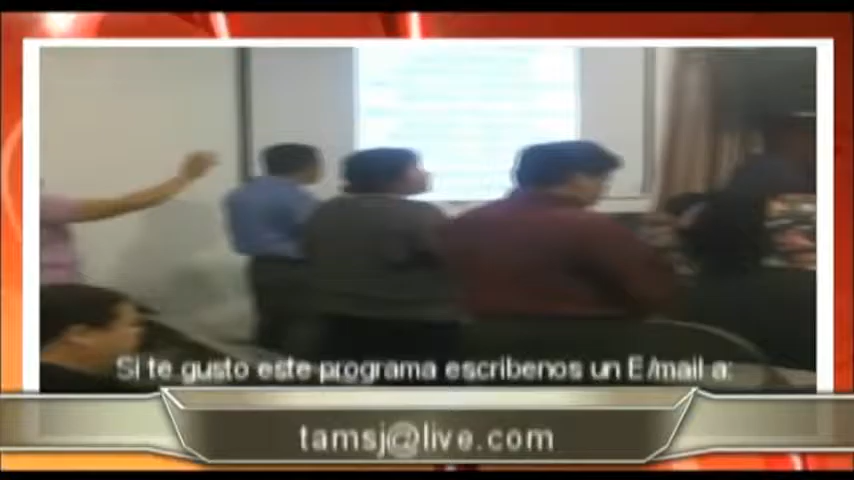 Si te gusto este programa escribenos un E/mail a:
tamsj@live.com